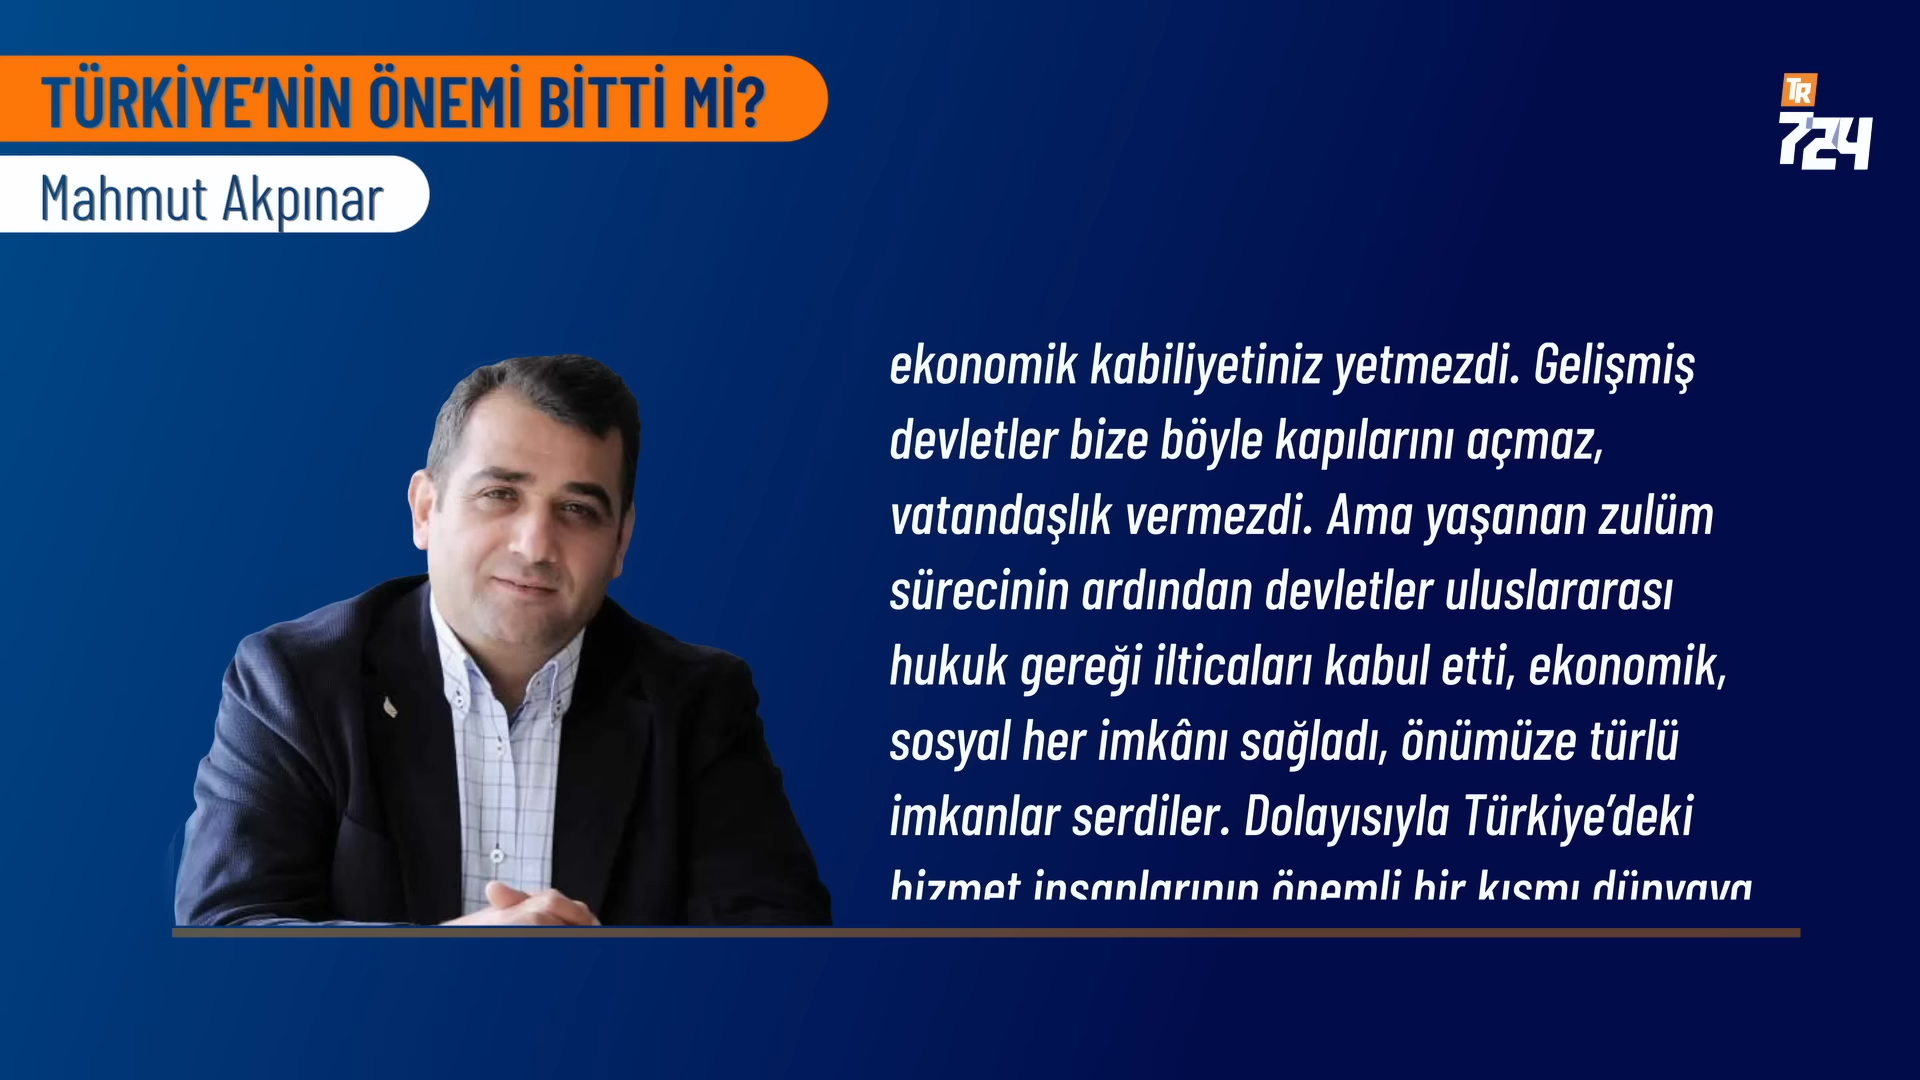 TÜRKİYE'NİN ÖNEMİ BİTTİ Mİ?
Mahmut Akpınar
TR
724
ekonomik kabiliyetiniz yetmezdi. Gelişmiş
devletler bize böyle kapılarını açmaz,
vatandaşlık vermezdi. Ama yaşanan zulüm
sürecinin ardından devletler uluslararası
hukuk gereği ilticaları kabul etti, ekonomik,
sosyal her imkânı sağladı, önümüze türlü
imkanlar serdiler. Dolayısıyla Türkiye'deki
hizmet insanlarının önemli bir kısmı dünyaya